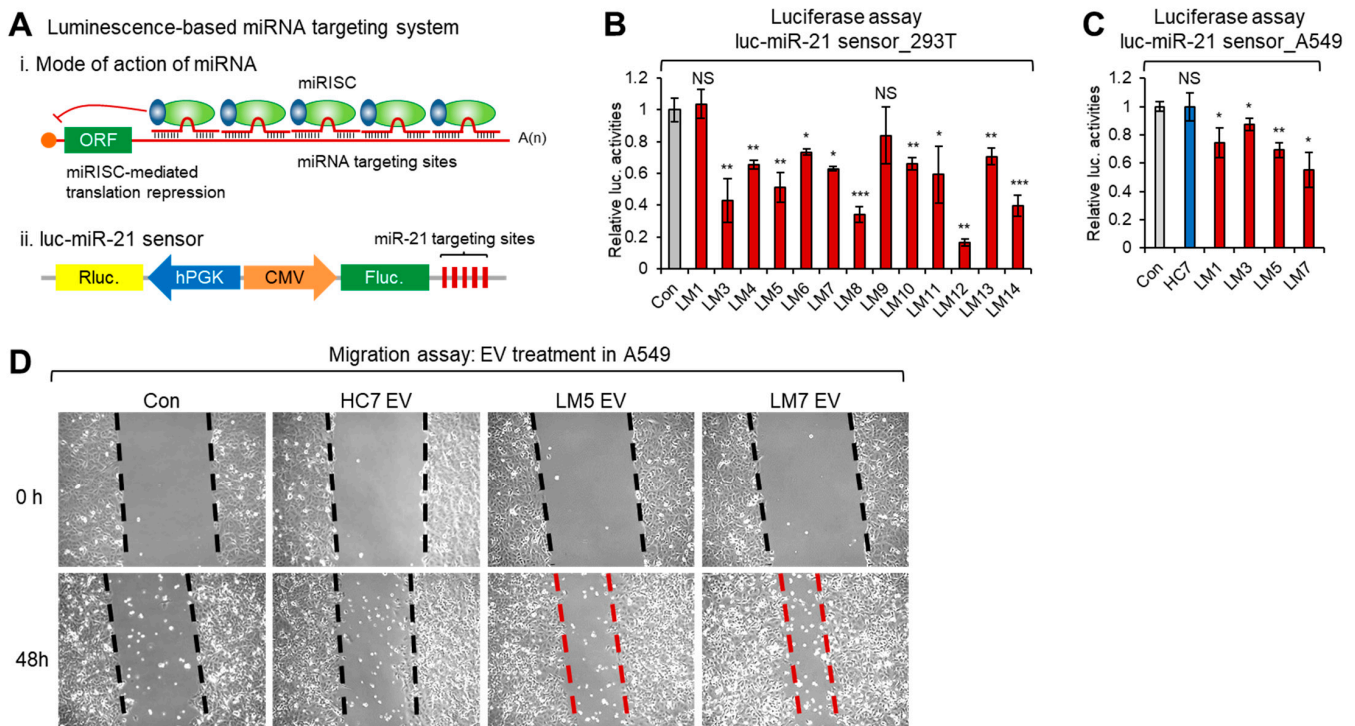 A Luminescence-based miRNA targeting system
i. Mode of action of miRNA
miRISC
ORF
A(n)
miRISC-mediated
translation repression
miRNA targeting sites
ii. luc-miR-21 sensor
miR-21 targeting sites
Rluc. hPGK CMV Fluc.
B Luciferase assay
luc-miR-21 sensor_293T
Relative luc. activities
1.2
1
0.8
0.6
0.4
0.2
0
NS
**
**
**
*
*
***
NS
**
*
**
**
***
Con LM1 LM3 LM4 LM5 LM6 LM7 LM8 LM9 LM10 LM11 LM12 LM13 LM14
C Luciferase assay
luc-miR-21 sensor_A549
Relative luc. activities
1.2
1
0.8
0.6
0.4
0.2
0
NS
*
*
**
*
Con HC7 LM1 LM3 LM5 LM7
D Migration assay: EV treatment in A549
Con HC7 EV LM5 EV LM7 EV
0 h
48h